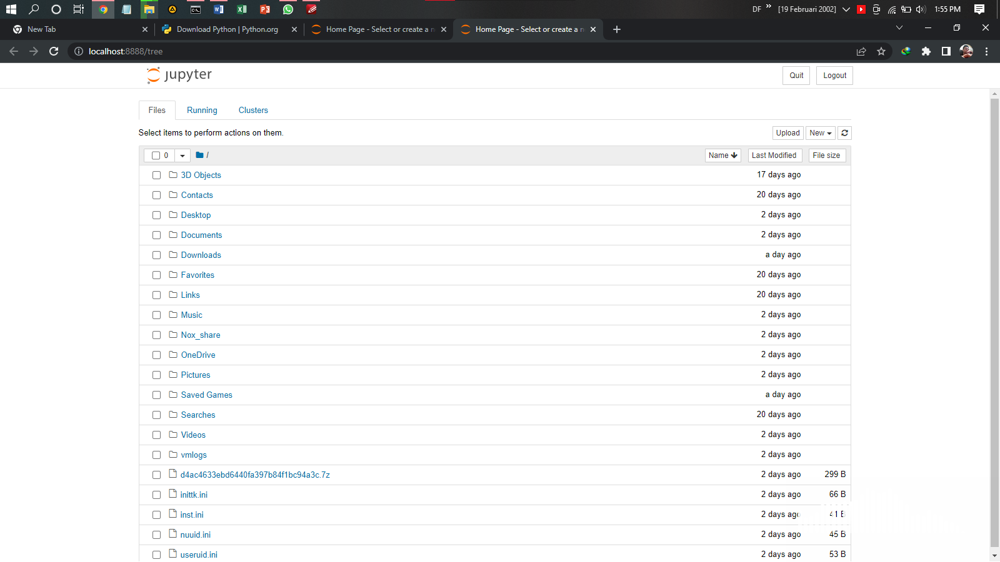 DF » [19 Februari 2002] 1:55 PM
New Tab Download Python | Python.org Home Page - Select or create a n Home Page - Select or create a n
localhost:8888/tree
jupyter Quit Logout
Files Running Clusters
Select items to perform actions on them. Upload New
0 / Name Last Modified File size
3D Objects 17 days ago
Contacts 20 days ago
Desktop 2 days ago
Documents 2 days ago
Downloads a day ago
Favorites 20 days ago
Links 20 days ago
Music 2 days ago
Nox_share 2 days ago
OneDrive 2 days ago
Pictures 2 days ago
Saved Games a day ago
Searches 20 days ago
Videos 2 days ago
vmlogs 2 days ago
d4ac4633ebd6440fa397b84f1bc94a3c.7z 2 days ago 299 B
inittk.ini 2 days ago 66 B
inst.ini 2 days ago 41 B
nuuid.ini 2 days ago 45 B
useruid.ini 2 days ago 53 B